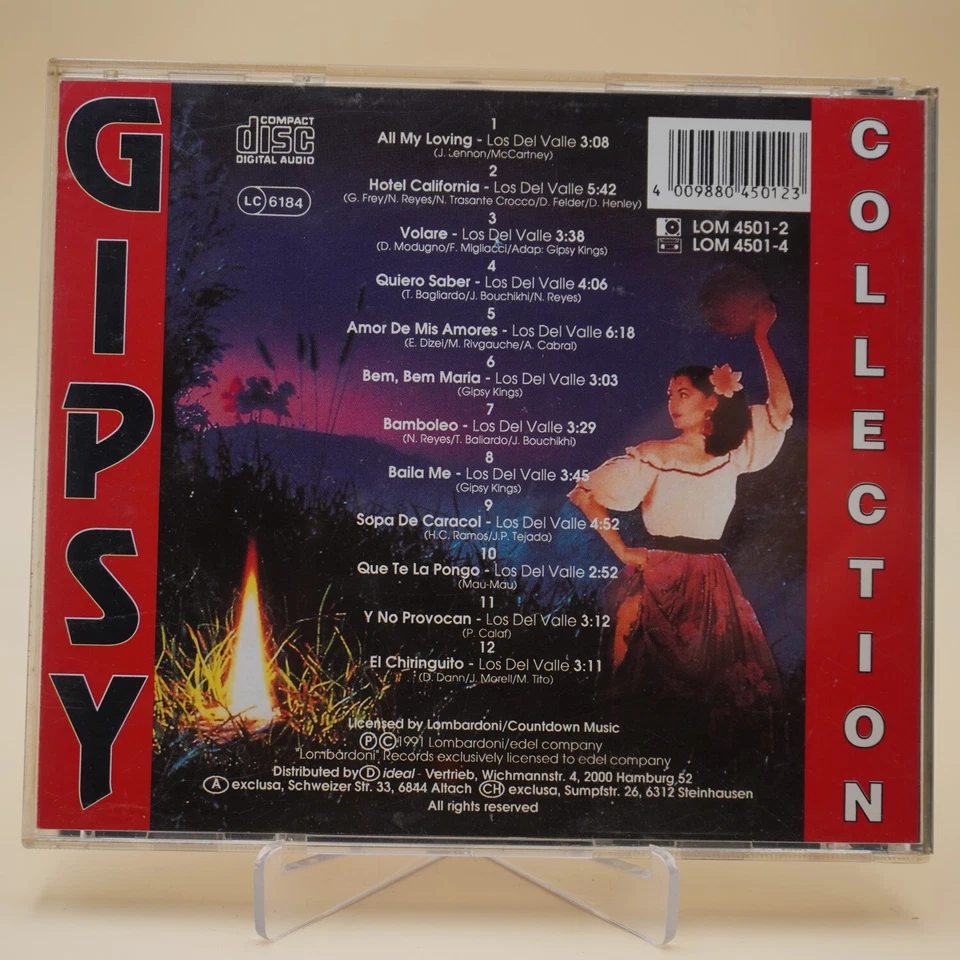 GIPSY
COMPACT
disc
DIGITAL AUDIO
LC 6184
1
All My Loving - Los Del Valle 3:08
(J. Lennon/McCartney)
2
Hotel California - Los Del Valle 5:42
(G. Frey/N. Reyes/N. Trasante Crocco/D. Felder/D. Henley)
3
Volare - Los Del Valle 3:38
(D. Modugno/F. Migliacci/Adap: Gipsy Kings)
4
Quiero Saber - Los Del Valle 4:06
(T. Bagliardo/J. Bouchikhi/N. Reyes)
5
Amor De Mis Amores - Los Del Valle 6:18
(E. Dizei/M. Rivgauche/A. Cabral)
6
Bem, Bem Maria - Los Del Valle 3:03
(Gipsy Kings)
7
Bamboleo - Los Del Valle 3:29
(N. Reyes/T. Baliardo/J. Bouchikhi)
8
Baila Me - Los Del Valle 3:45
(Gipsy Kings)
9
Sopa De Caracol - Los Del Valle 4:52
(H.C. Ramos/J.P. Tejada)
10
Que Te La Pongo - Los Del Valle 2:52
(Mau-Mau)
11
Y No Provocan - Los Del Valle 3:12
(P. Calaf)
12
El Chiringuito - Los Del Valle 3:11
(D. Dann/J. Morell/M. Tito)
Licensed by Lombardoni/Countdown Music
Ⓟ©1991 Lombardoni/edel company
"Lombardoni" Records exclusively licensed to edel company
Distributed by Ⓓ ideal - Vertrieb, Wichmannstr. 4, 2000 Hamburg 52
Ⓐ exclusa, Schweizer Str. 33, 6844 Altach CH exclusa, Sumpfstr. 26, 6312 Steinhausen
All rights reserved
4 009880 450123
LOM 4501-2
LOM 4501-4
COLLECTION